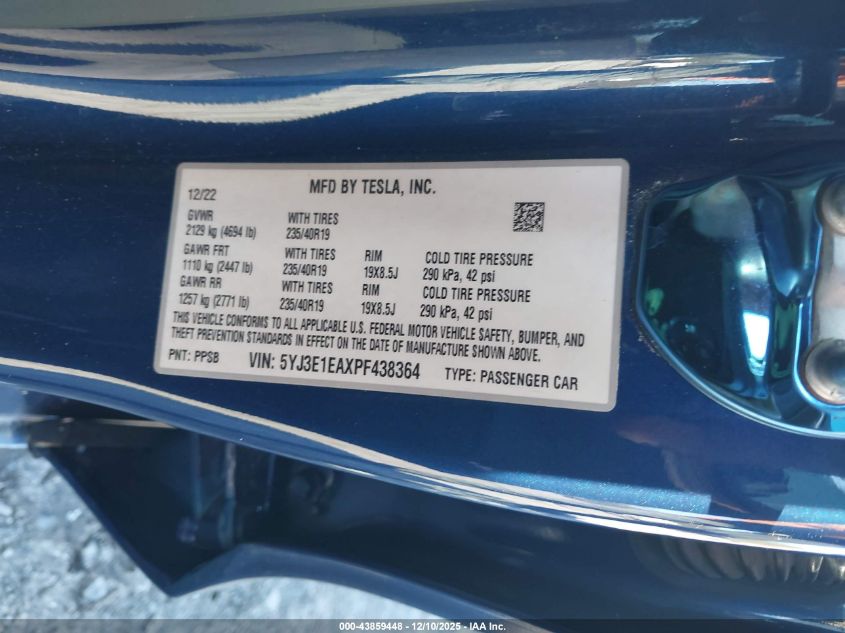 12/22 MFD BY TESLA, INC.
GVWR WITH TIRES
2129 kg (4694 lb) 235/40R19
GAWR FRT WITH TIRES RIM COLD TIRE PRESSURE
1110 kg (2447 lb) 235/40R19 19X8.5J 290 kPa, 42 psi
GAWR RR WITH TIRES RIM COLD TIRE PRESSURE
1257 kg (2771 lb) 235/40R19 19X8.5J 290 kPa, 42 psi
THIS VEHICLE CONFORMS TO ALL APPLICABLE U.S. FEDERAL MOTOR VEHICLE SAFETY, BUMPER, AND
THEFT PREVENTION STANDARDS IN EFFECT ON THE DATE OF MANUFACTURE SHOWN ABOVE.
PNT: PPSB VIN: 5YJ3E1EAXPF438364 TYPE: PASSENGER CAR
000-43859448 - 12/10/2025 - IAA, Inc.